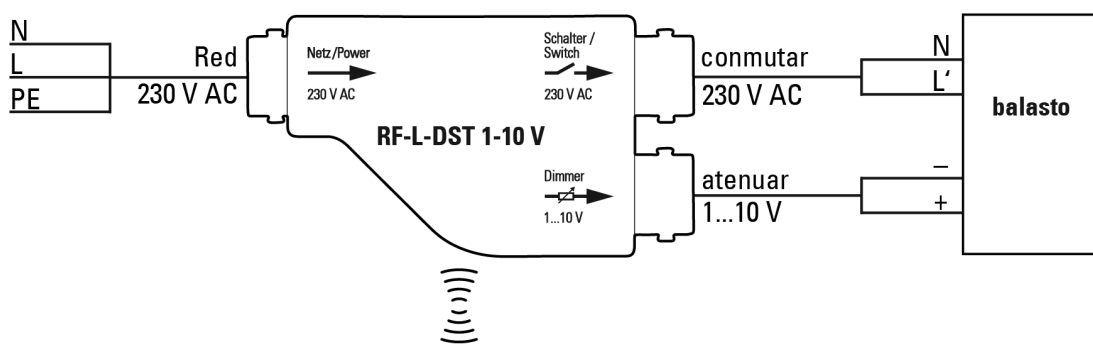 N
L
PE
Red
230 V AC
Netz/Power
230 V AC
Schalter /
Switch
230 V AC
RF-L-DST 1-10 V
Dimmer
1...10 V
conmutar
230 V AC
atenuar
1...10 V
N
L‘
–
+
balasto